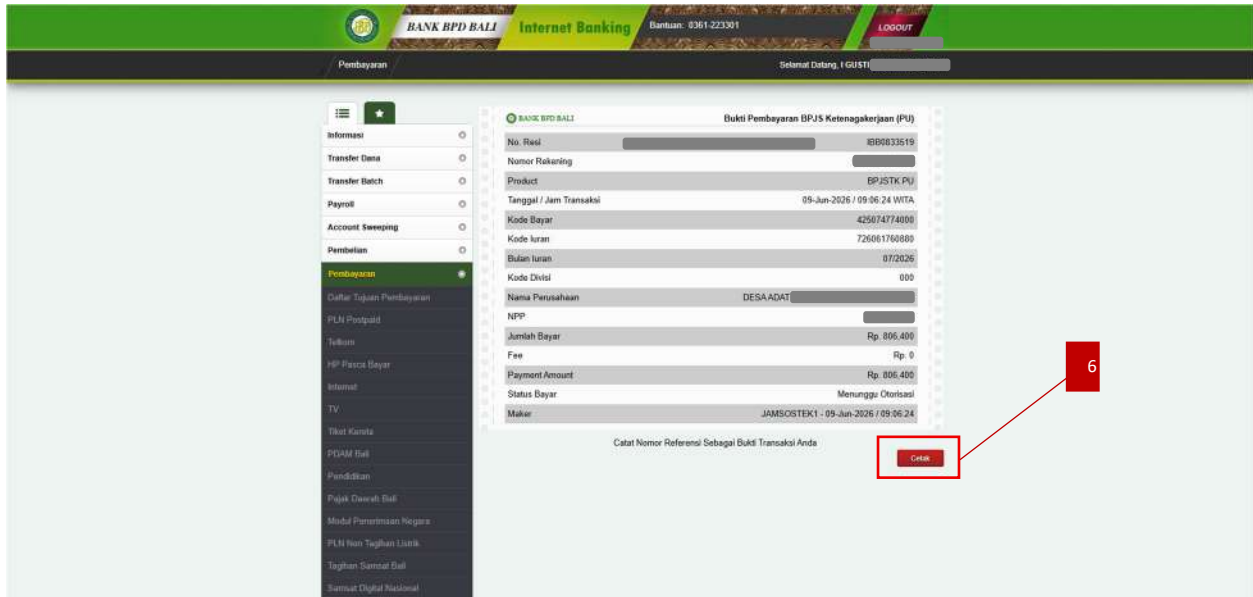 BANK BPD BALI Internet Banking Bantuan: 0361-223301 LOGOUT
Pembayaran Selamat Datang, I GUSTI
Informasi
Transfer Dana
Transfer Batch
Payroll
Account Sweeping
Pembelian
Pembayaran
Daftar Tujuan Pembayaran
PLN Postpaid
Telkom
HP Pasca Bayar
Internet
TV
Tiket Kereta
PDAM Bali
Pendidikan
Pajak Daerah Bali
Modul Penerimaan Negara
PLN Non Tagihan Listrik
Tagihan Samsat Bali
Samsat Digital Nasional
BANK BPD BALI Bukti Pembayaran BPJS Ketenagakerjaan (PU)
No. Resi IBB0833519
Nomor Rekening
Product BPJSTK PU
Tanggal / Jam Transaksi 09-Jun-2026 / 09:06:24 WITA
Kode Bayar 425074774000
Kode Iuran 726061760880
Bulan Iuran 07/2026
Kode Divisi 000
Nama Perusahaan DESA ADAT
NPP
Jumlah Bayar Rp. 806,400
Fee Rp. 0
Payment Amount Rp. 806,400
Status Bayar Menunggu Otorisasi
Maker JAMSOSTEK1 - 09-Jun-2026 / 09:06:24
Catat Nomor Referensi Sebagai Bukti Transaksi Anda
Cetak
6